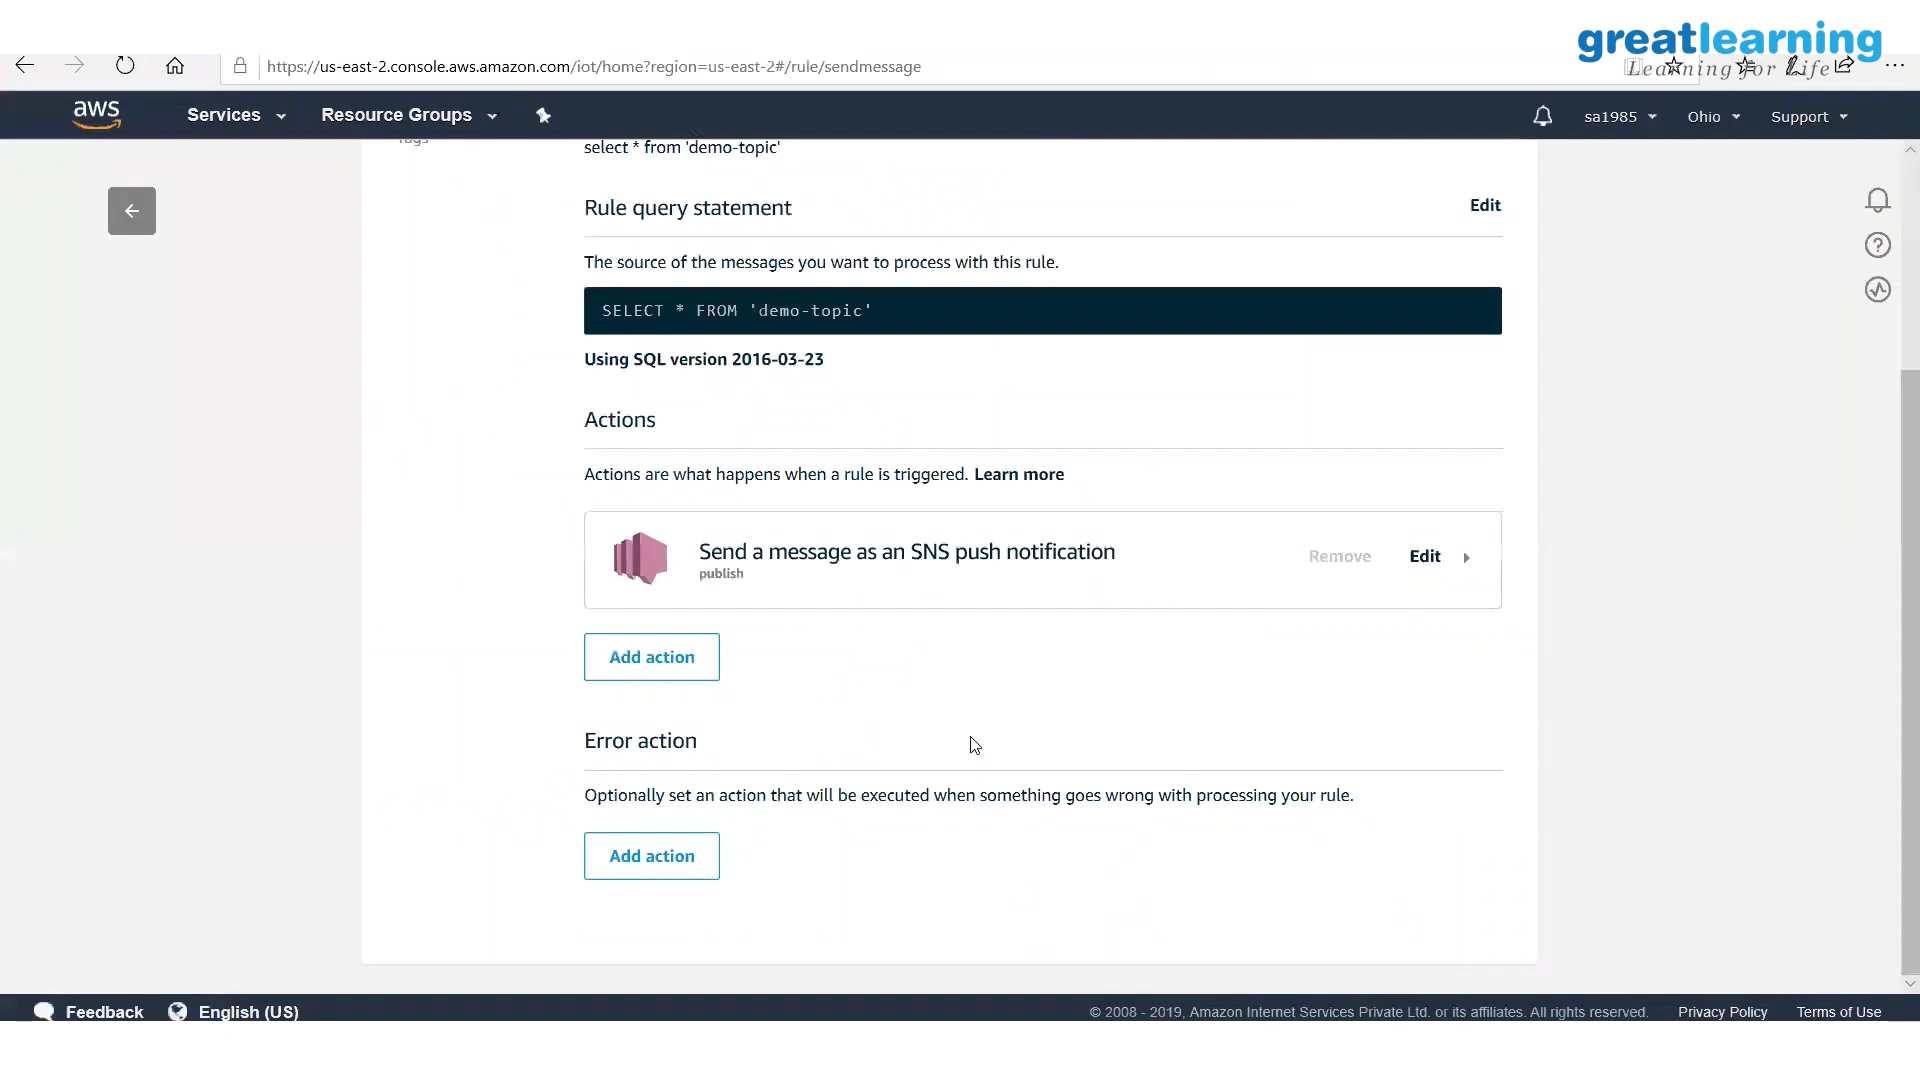 greatlearning
Learning for Life
https://us-east-2.console.aws.amazon.com/iot/home?region=us-east-2#/rule/sendmessage
aws
Services
Resource Groups
sa1985
Ohio
Support
Tags
select * from 'demo-topic'
Rule query statement
Edit
The source of the messages you want to process with this rule.
SELECT * FROM 'demo-topic'
Using SQL version 2016-03-23
Actions
Actions are what happens when a rule is triggered. Learn more
Send a message as an SNS push notification
publish
Remove
Edit
Add action
Error action
Optionally set an action that will be executed when something goes wrong with processing your rule.
Add action
Feedback
English (US)
© 2008 - 2019, Amazon Internet Services Private Ltd. or its affiliates. All rights reserved.
Privacy Policy
Terms of Use